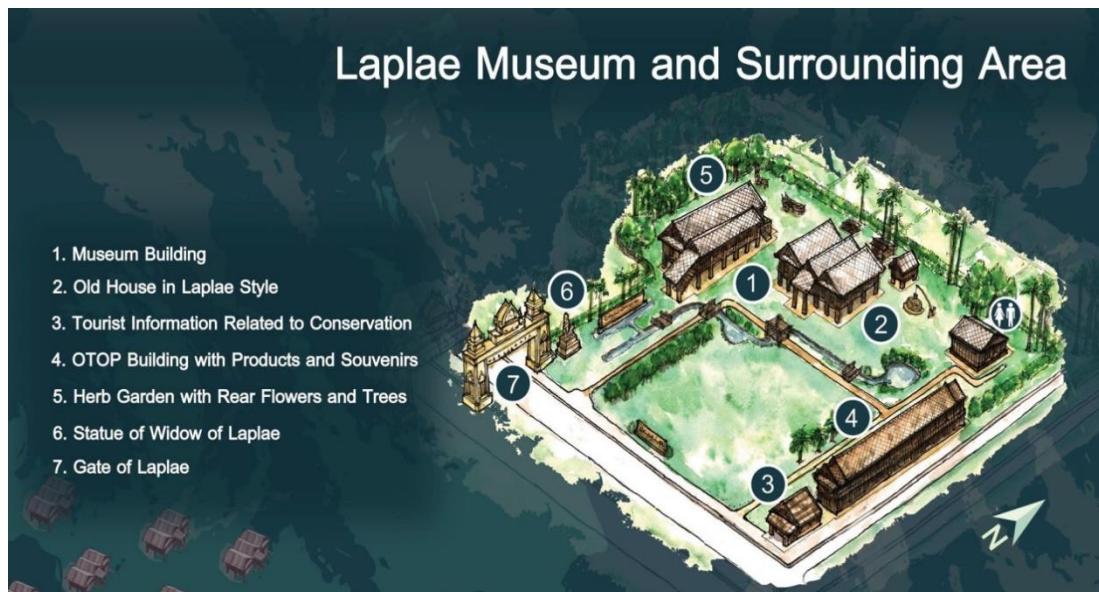 Laplae Museum and Surrounding Area
1. Museum Building
2. Old House in Laplae Style
3. Tourist Information Related to Conservation
4. OTOP Building with Products and Souvenirs
5. Herb Garden with Rear Flowers and Trees
6. Statue of Widow of Laplae
7. Gate of Laplae
5
6
1
2
7
4
3
N